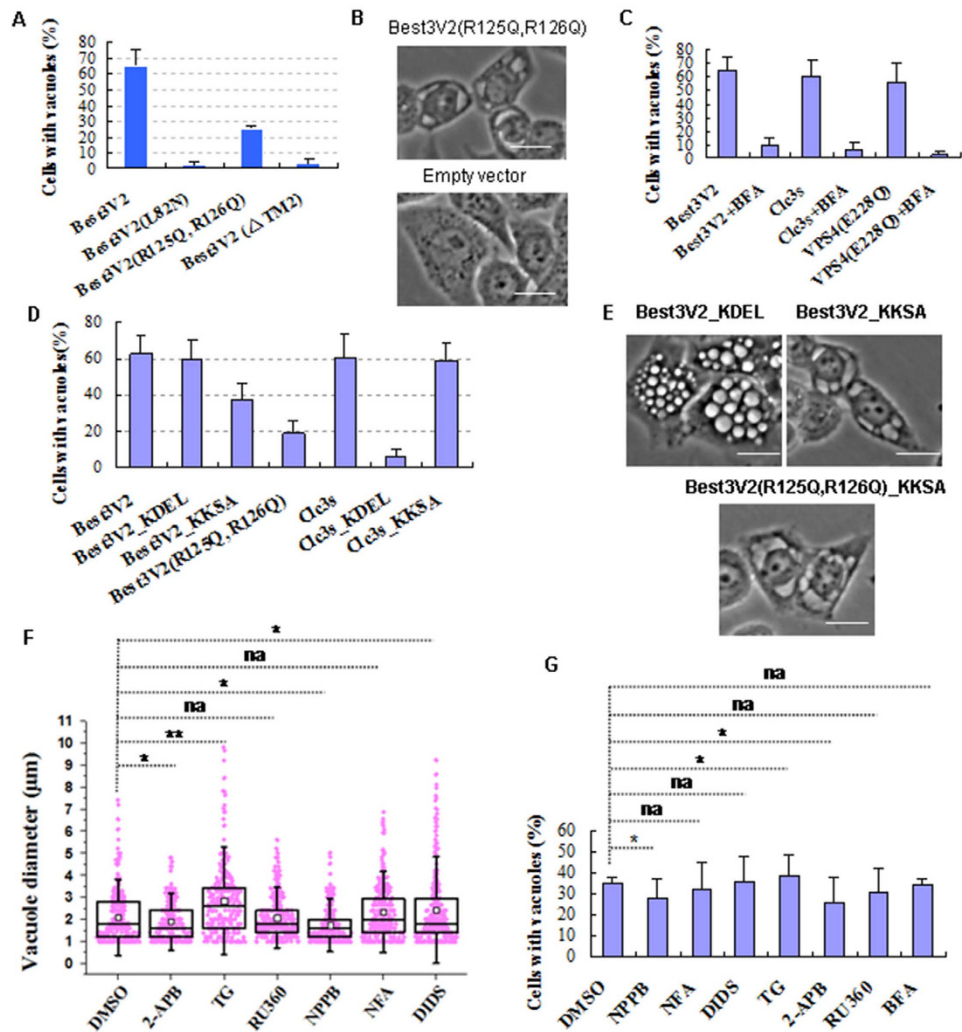 A
Cells with vacuoles (%)
80
70
60
50
40
30
20
10
0
Best3V2
Best3V2(L82N)
Best3V2(R125Q, R126Q)
Best3V2 (△TM2)
B
Best3V2(R125Q,R126Q)
Empty vector
C
Cells with vacuoles (%)
80
70
60
50
40
30
20
10
0
Best3V2
Best3V2+BFA
Clc3s
Clc3s+BFA
VPS4(E228Q)
VPS4(E228Q)+BFA
D
Cells with vacuoles(%)
80
60
40
20
0
Best3V2
Best3V2_KDEL
Best3V2_KKSA
Best3V2(R125Q, R126Q)
Clc3s
Clc3s_KDEL
Clc3s_KKSA
E
Best3V2_KDEL
Best3V2_KKSA
Best3V2(R125Q,R126Q)_KKSA
F
*
na
*
na
**
*
Vacuole diameter (μm)
11
10
9
8
7
6
5
4
3
2
1
0
DMSO
2-APB
TG
RU360
NPPB
NFA
DIDS
G
na
na
*
*
na
na
*
Cells with vacuoles (%)
60
50
40
30
20
10
0
DMSO
NPPB
NFA
DIDS
TG
2-APB
RU360
BFA